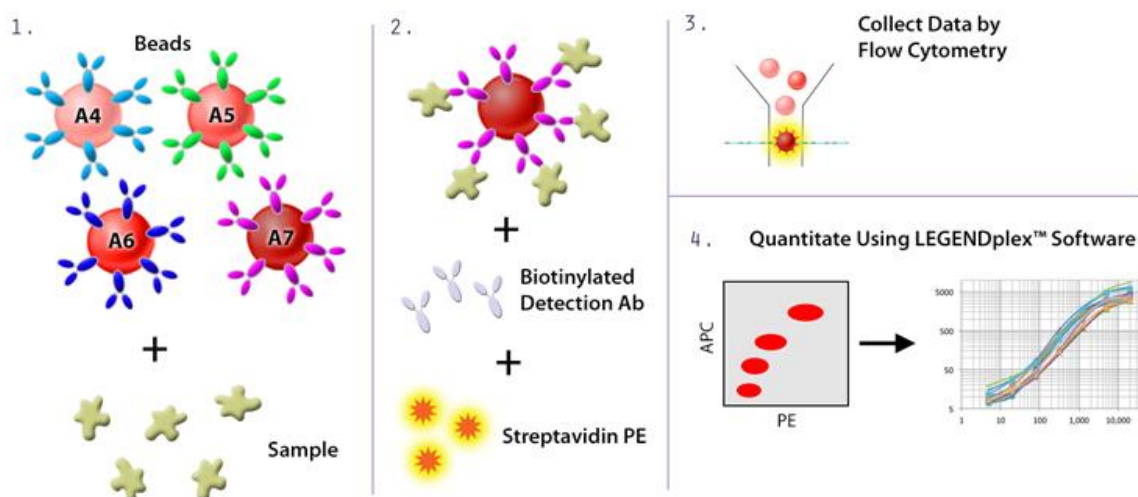 1.
Beads
A4
A5
A6
A7
+
Sample
2.
+
Biotinylated
Detection Ab
+
Streptavidin PE
3.
Collect Data by
Flow Cytometry
4.
Quantitate Using LEGENDplex™ Software
APC
PE
5000
500
50
5
1
10
100
1,000
10,000